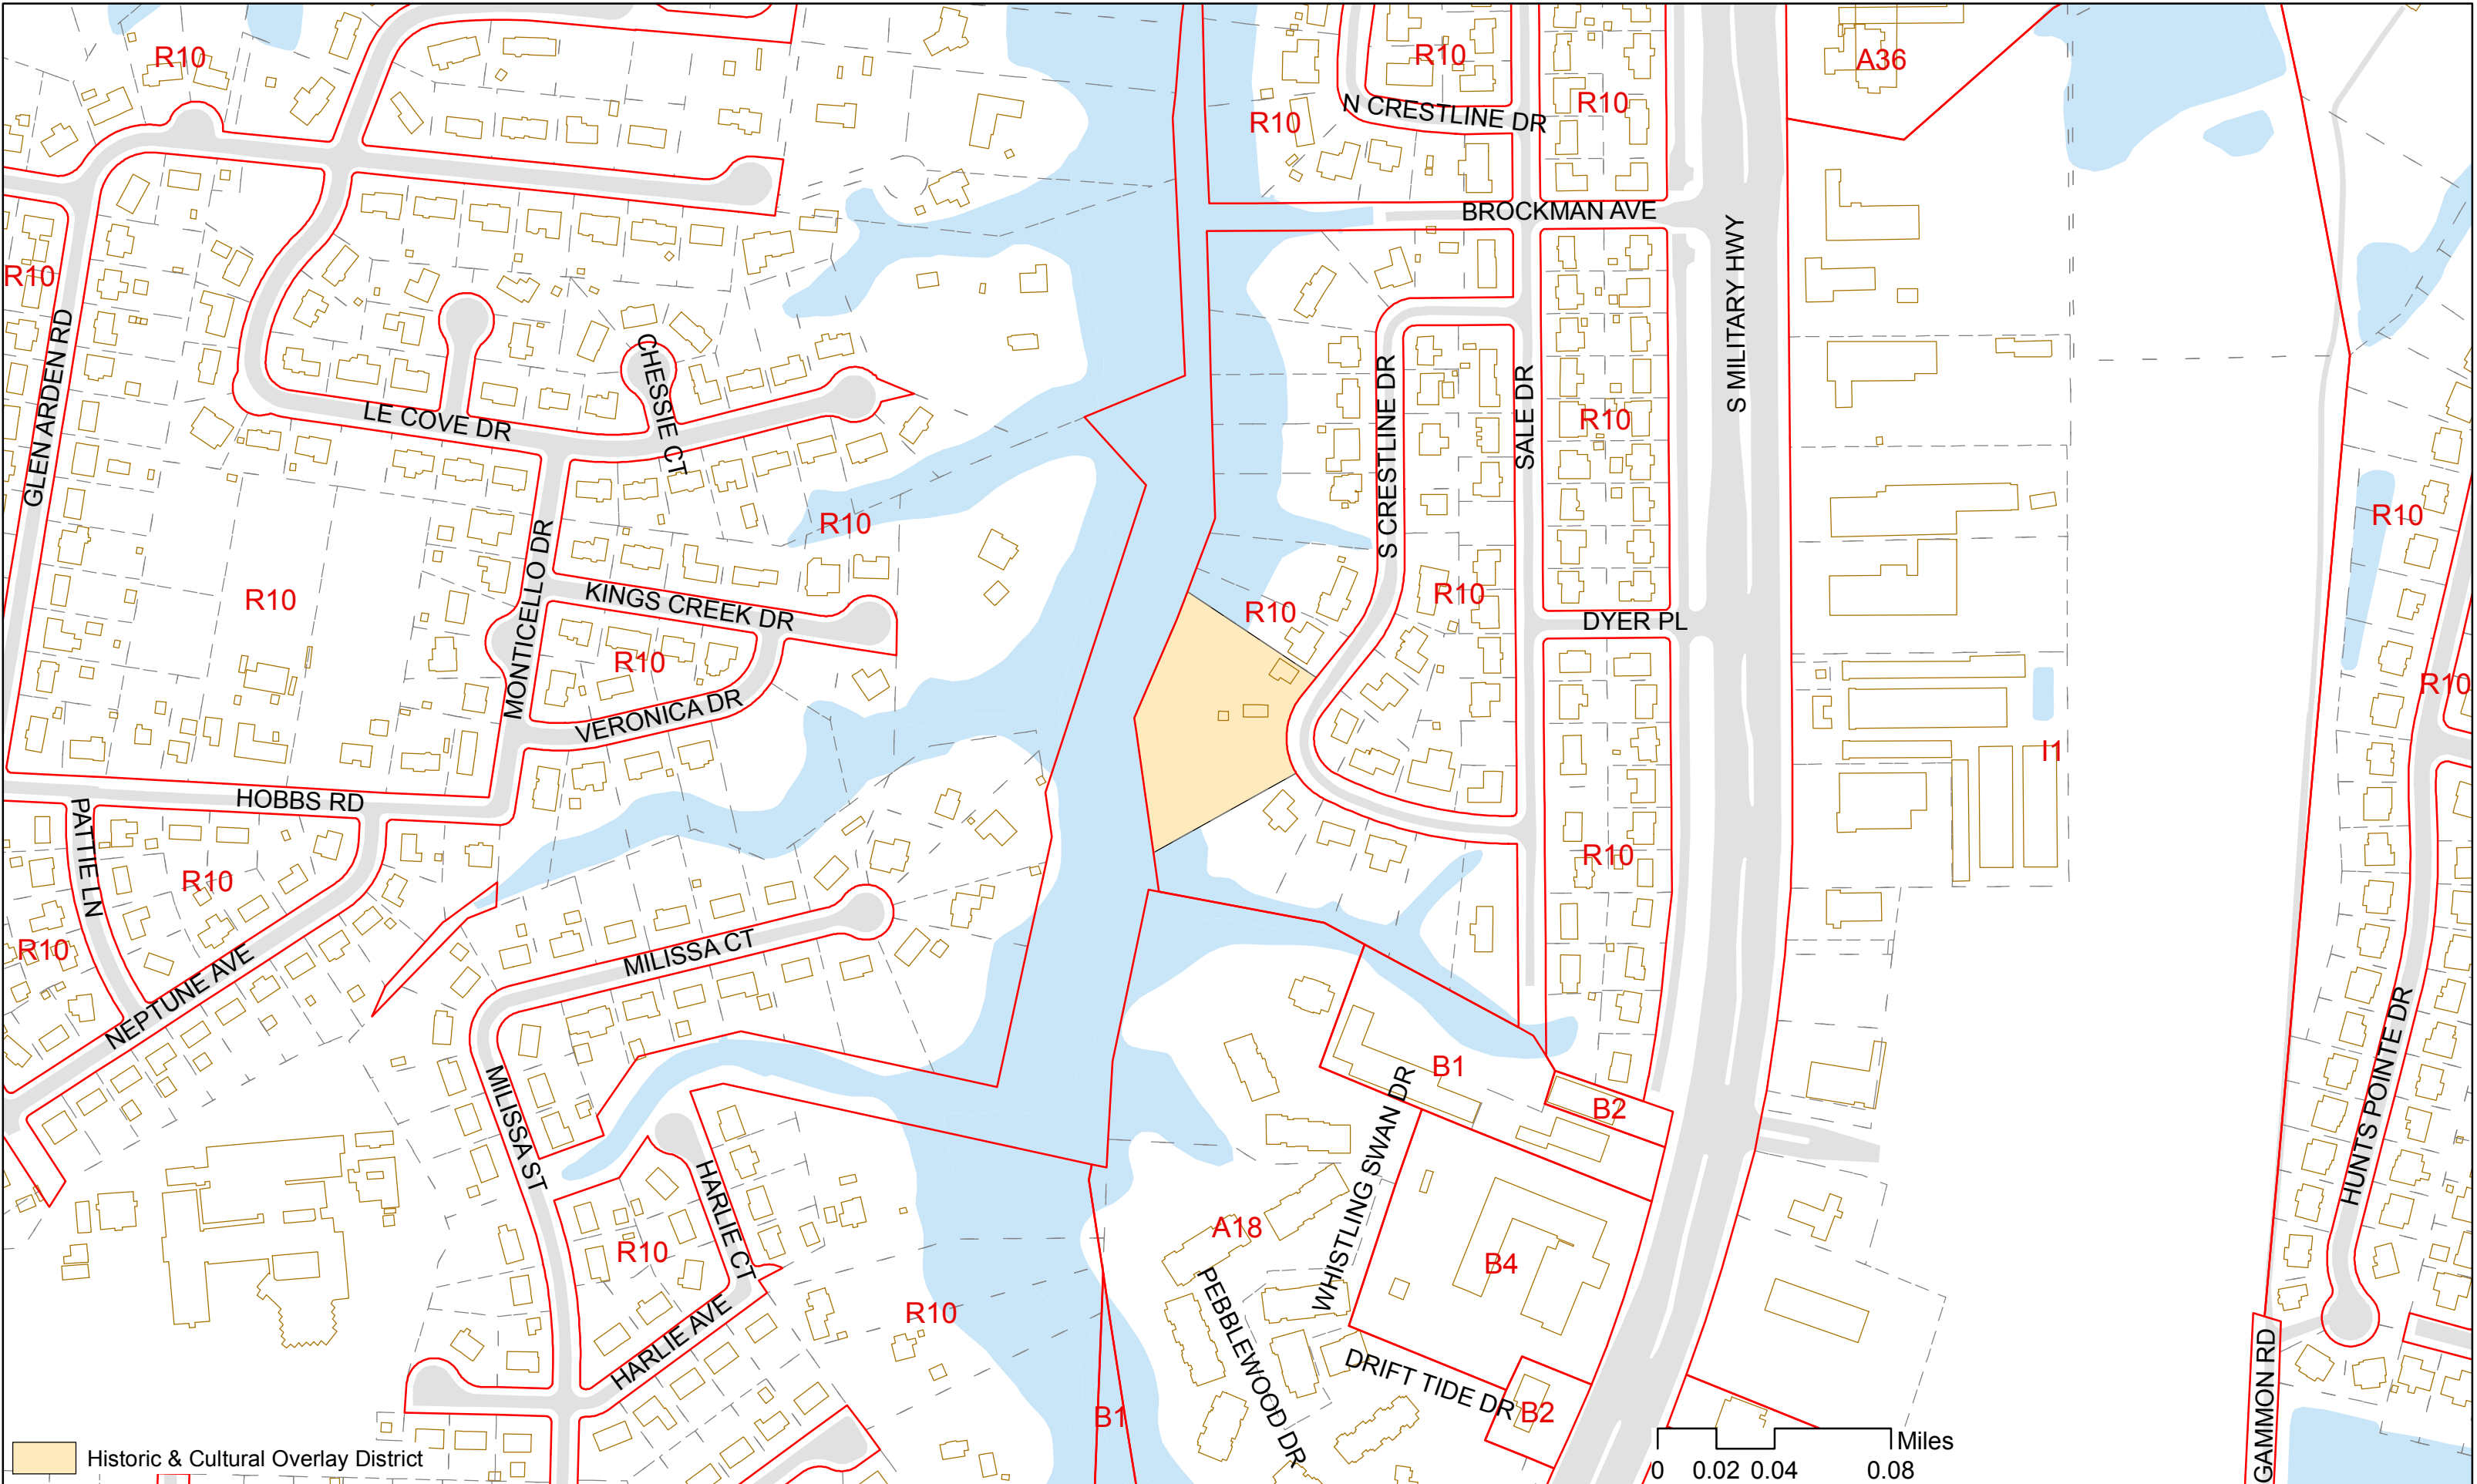 R10
R10
A36
R10
N CRESTLINE DR
R10
BROCKMAN AVE
R10
S MILITARY HWY
GLEN ARDEN RD
CHESSIE CT
S CRESTLINE DR
SALE DR
LE COVE DR
R10
R10
R10
MONTICELLO DR
R10
KINGS CREEK DR
R10
R10
DYER PL
R10
R10
VERONICA DR
I1
HOBBS RD
PATTIE LN
R10
R10
R10
MILISSA CT
NEPTUNE AVE
B1
B2
MILISSA ST
WHISTLING SWAN DR
HUNTS POINTE DR
HARLIE CT
A18
R10
B4
R10
PEBBLEWOOD DR
HARLIE AVE
DRIFT TIDE DR
B1
B2
GAMMON RD
Historic & Cultural Overlay District
Miles
0 0.02 0.04 0.08